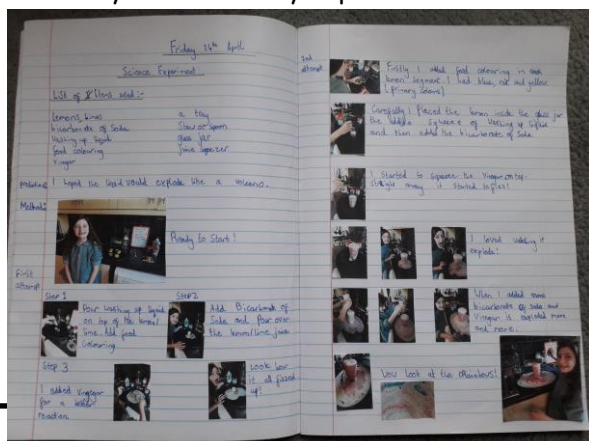 Friday 24th April
Science Experiment
List of Items used:-
Lemons, limes
bicarbonate of Soda
Washing up liquid
food colouring
Vinegar
a tray
Straw or Spoon
glass jar
juice squeezer
I hoped the liquid would explode like a volcano.
Method:
Ready to Start!
First attempt
Step 1
Pour washing up liquid
on top of the lemon/
lime. Add food
Colouring
Step 2
Add Bicarbonate of
Soda and Pour over
the lemon/lime juice
Step 3
I added Vinegar
for a better
reaction.
Look how
it all fizzed
up!
2nd attempt
Firstly I added food colouring in each
lemon segment. I had blue, red and yellow
(primary colours)
Carefully I Placed the lemon inside the glass jar
Squeeze of Washing up liquid
and then added the bicarbonate of Soda.
I started to squeeze the Vinegar on top-
straight away it started to fizz!
I loved watching it
explode!
When I added more
bicarbonate of soda and
Vinegar it exploded more
and more.
Wow look at the Rainbows!